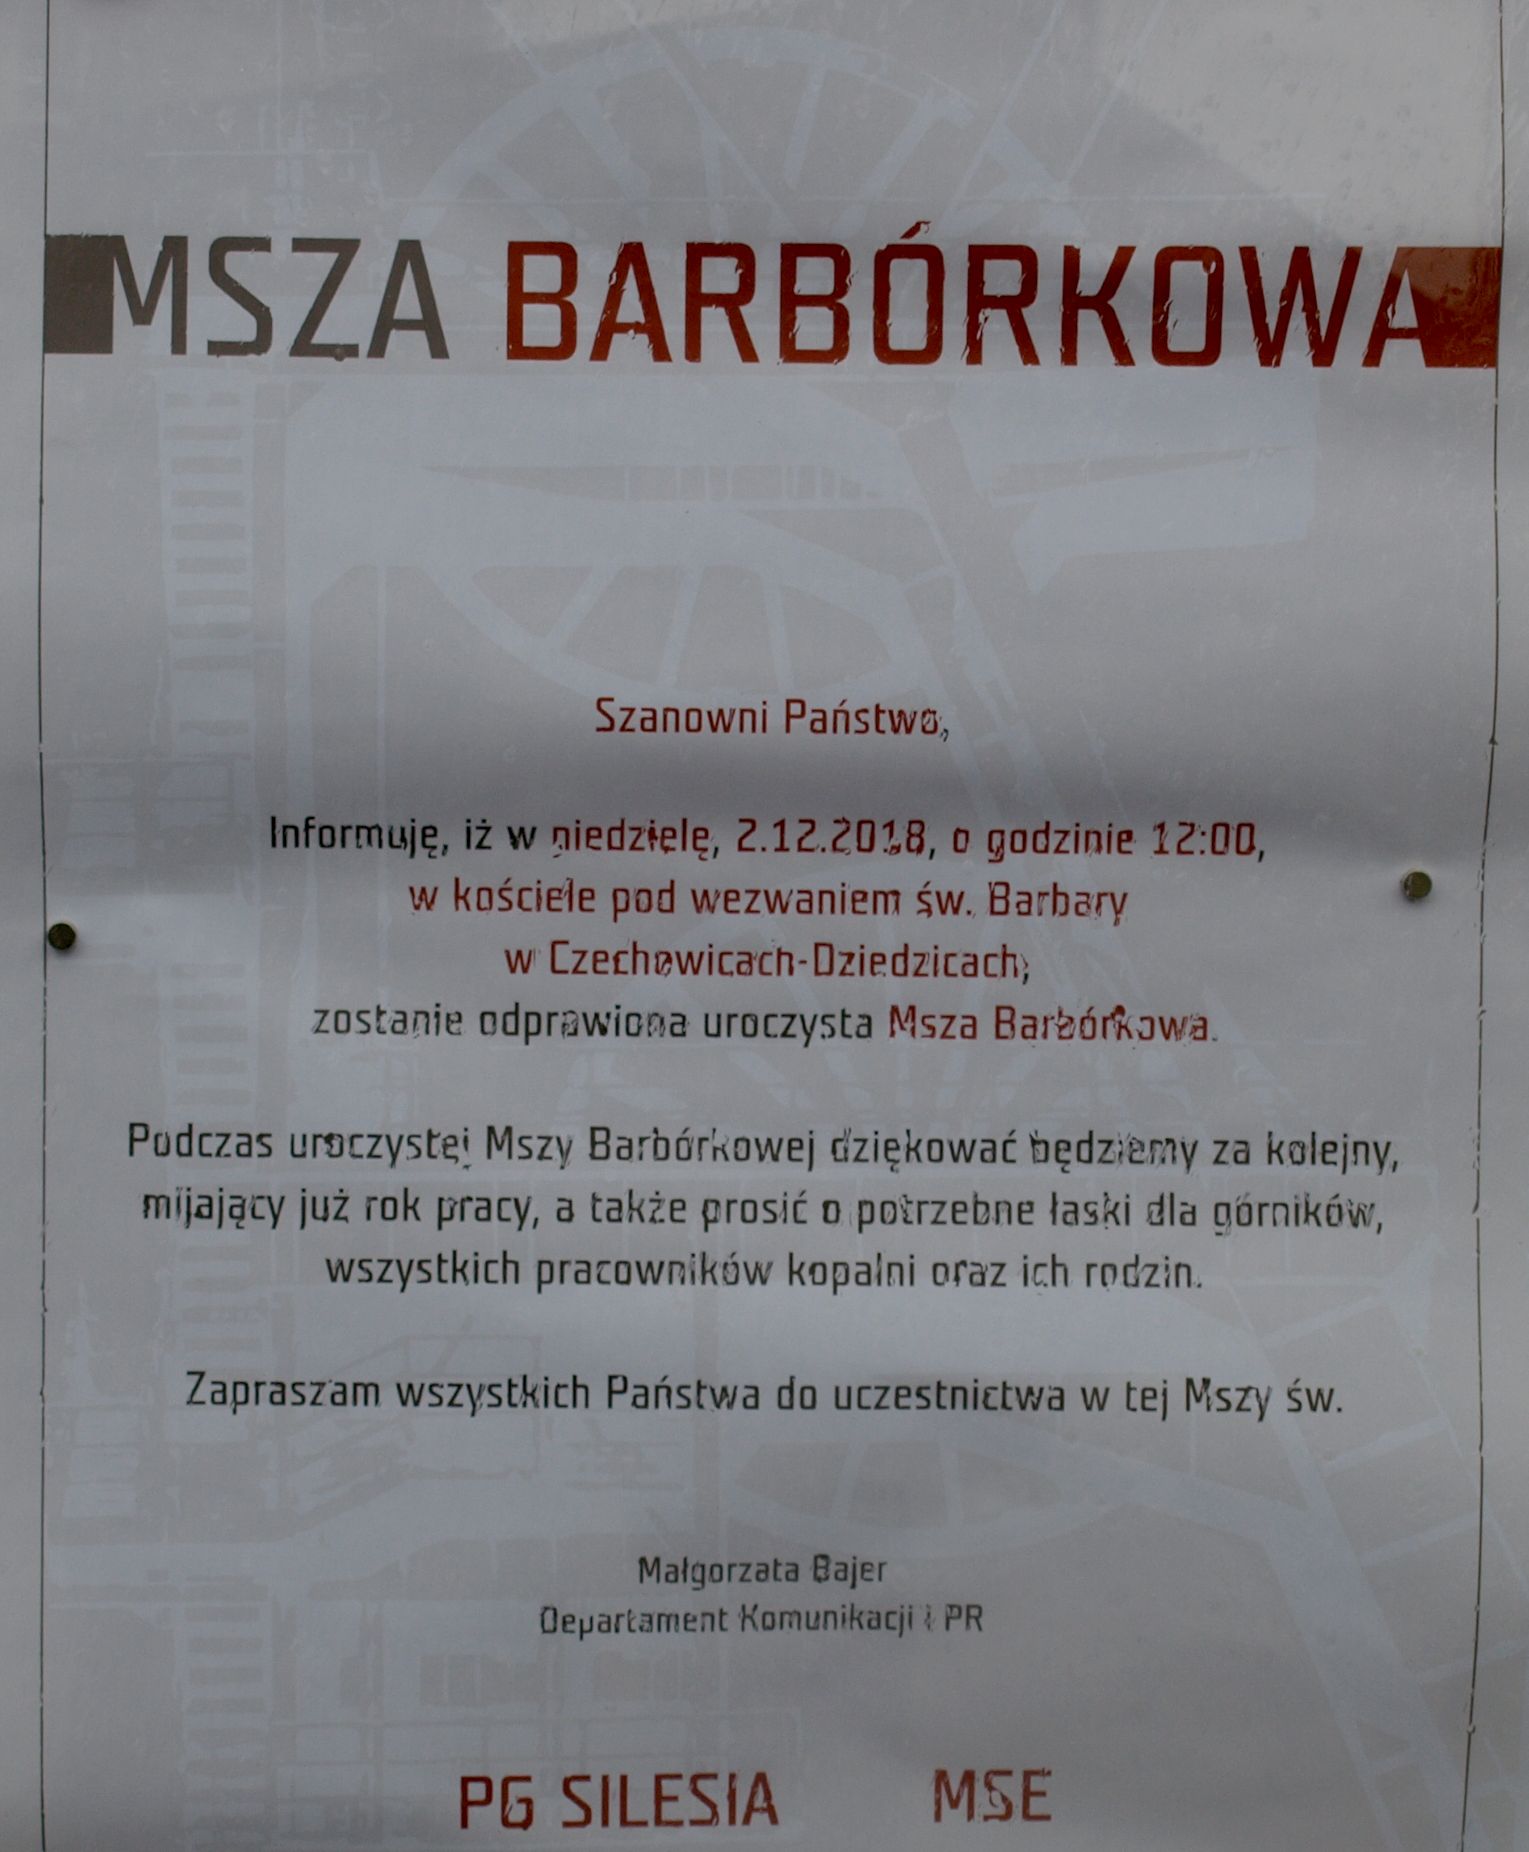 MSZA BARBÓRKOWA
Szanowni Państwo,
Informuję, iż w niedzielę, 2.12.2018, o godzinie 12:00,
w kościele pod wezwaniem św. Barbary
w Czechowicach-Dziedzicach,
zostanie odprawiona uroczysta Msza Barbórkowa.
Podczas uroczystej Mszy Barbórkowej dziękować będziemy za kolejny,
mijający już rok pracy, a także prosić o potrzebne łaski dla górników,
wszystkich pracowników kopalni oraz ich rodzin.
Zapraszam wszystkich Państwa do uczestnictwa w tej Mszy św.
Małgorzata Bajer
Departament Komunikacji i PR
PG SILESIA MSE